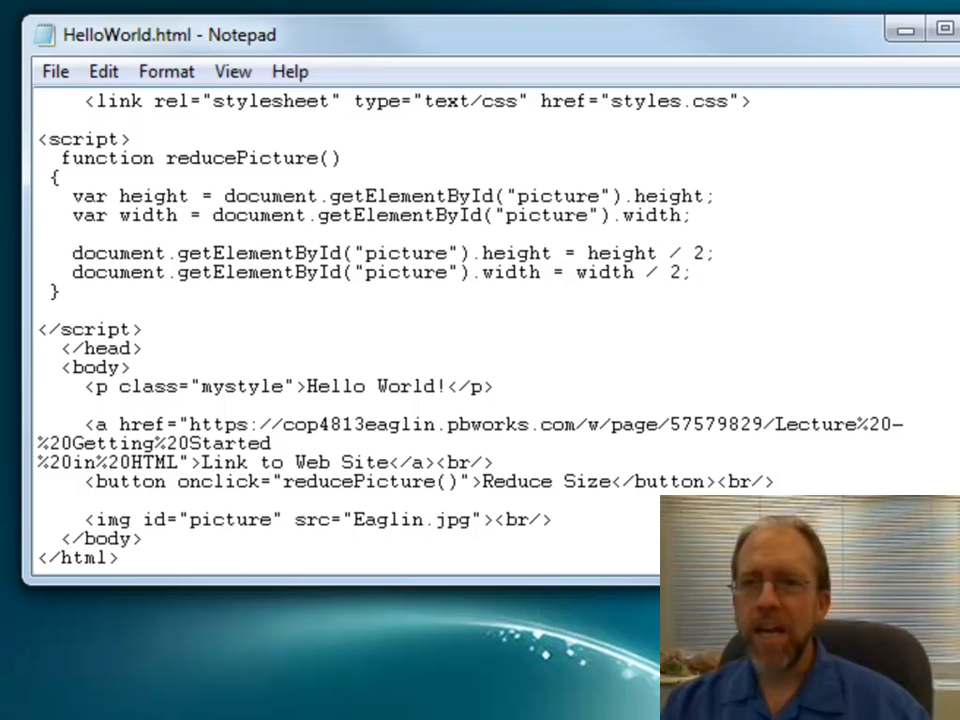 HelloWorld.html - Notepad
File Edit Format View Help
<link rel="stylesheet" type="text/css" href="styles.css">
<script>
function reducePicture()
{
var height = document.getElementById("picture").height;
var width = document.getElementById("picture").width;
document.getElementById("picture").height = height / 2;
document.getElementById("picture").width = width / 2;
}
</script>
</head>
<body>
<p class="mystyle">Hello World!</p>
<a href="https://cop4813eaglin.pbworks.com/w/page/57579829/Lecture%20-
%20Getting%20Started
%20in%20HTML">Link to Web Site</a><br/>
<button onclick="reducePicture()">Reduce Size</button><br/>
<img id="picture" src="Eaglin.jpg"><br/>
</body>
</html>